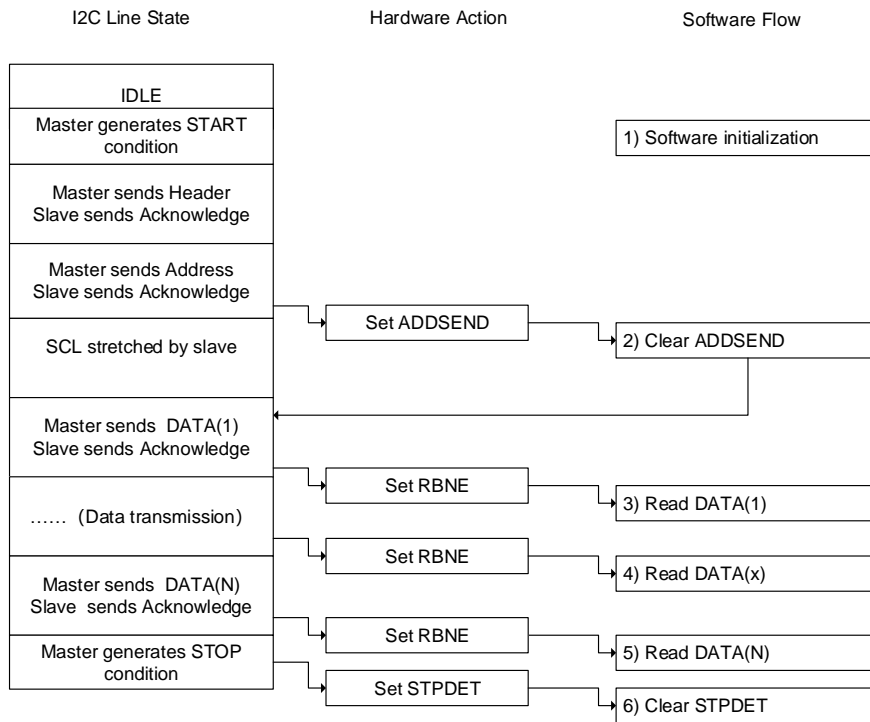 I2C Line State
Hardware Action
Software Flow
IDLE
Master generates START
condition
1) Software initialization
Master sends Header
Slave sends Acknowledge
Master sends Address
Slave sends Acknowledge
Set ADDSEND
2) Clear ADDSEND
SCL stretched by slave
Master sends DATA(1)
Slave sends Acknowledge
Set RBNE
3) Read DATA(1)
…… (Data transmission)
Set RBNE
4) Read DATA(x)
Master sends DATA(N)
Slave sends Acknowledge
Set RBNE
5) Read DATA(N)
Master generates STOP
condition
Set STPDET
6) Clear STPDET